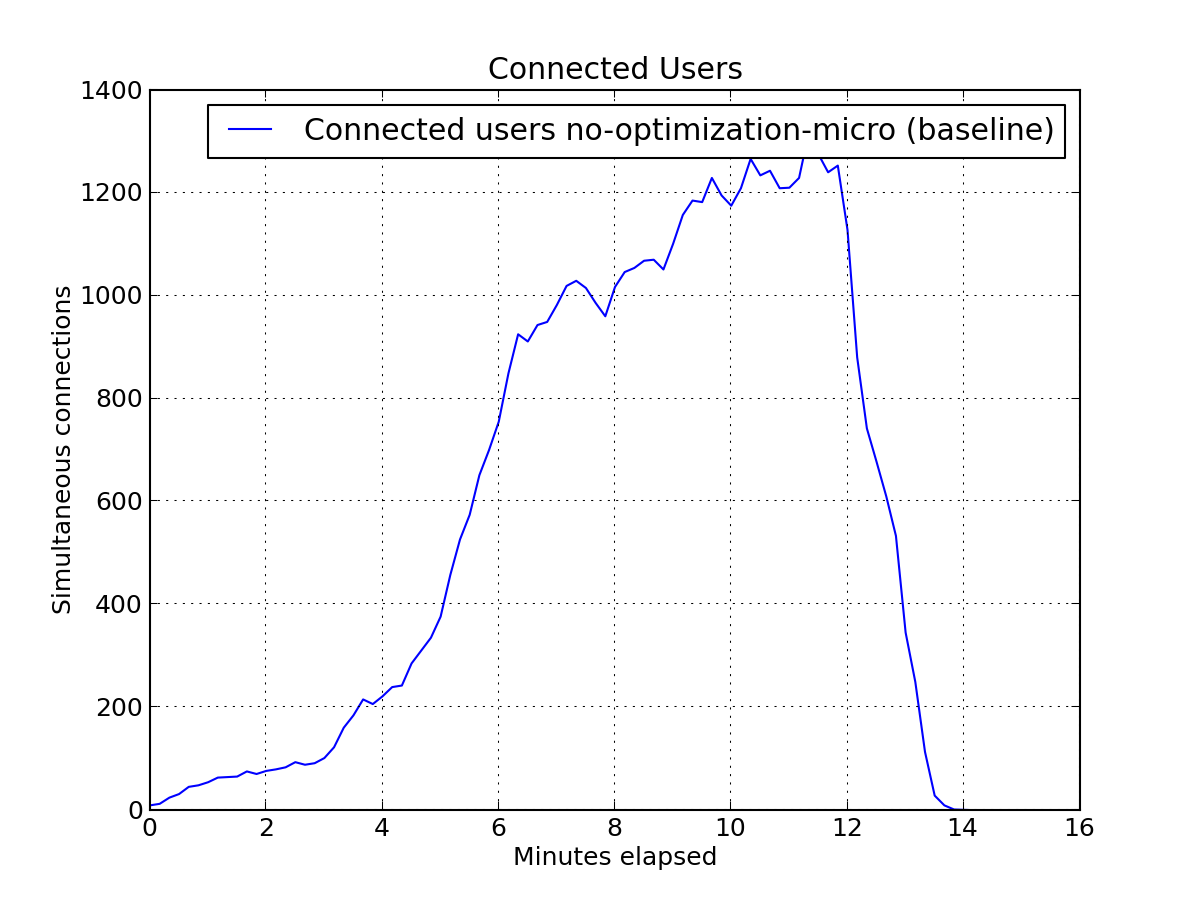 Connected Users
Connected users no-optimization-micro (baseline)
1400
1200
1000
800
600
400
200
0
Simultaneous connections
0 2 4 6 8 10 12 14 16
Minutes elapsed